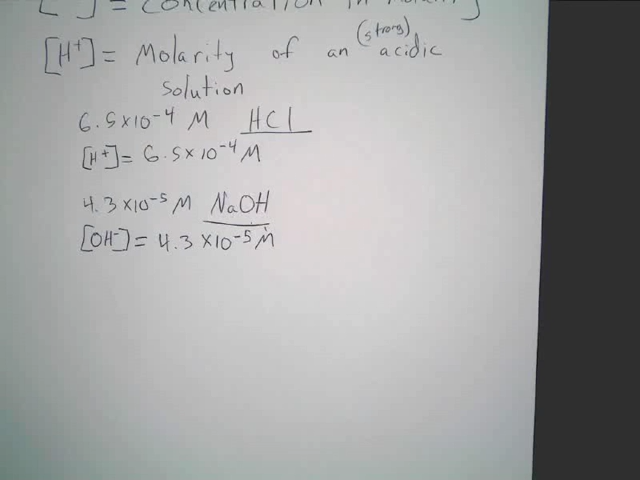 [ ] = Concentration in Molarity
[H⁺] = Molarity of an (strong) acidic
solution
6.5×10⁻⁴ M HCl
[H⁺] = 6.5×10⁻⁴ M
4.3×10⁻⁵ M NaOH
[OH⁻] = 4.3×10⁻⁵ M